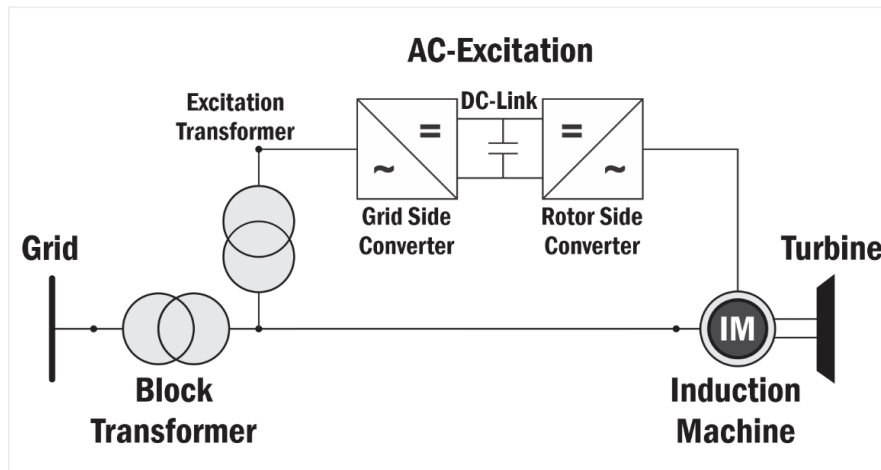 AC-Excitation
Excitation
Transformer
DC-Link
=
~
=
~
Grid Side
Converter
Rotor Side
Converter
Grid
Turbine
IM
Block
Transformer
Induction
Machine